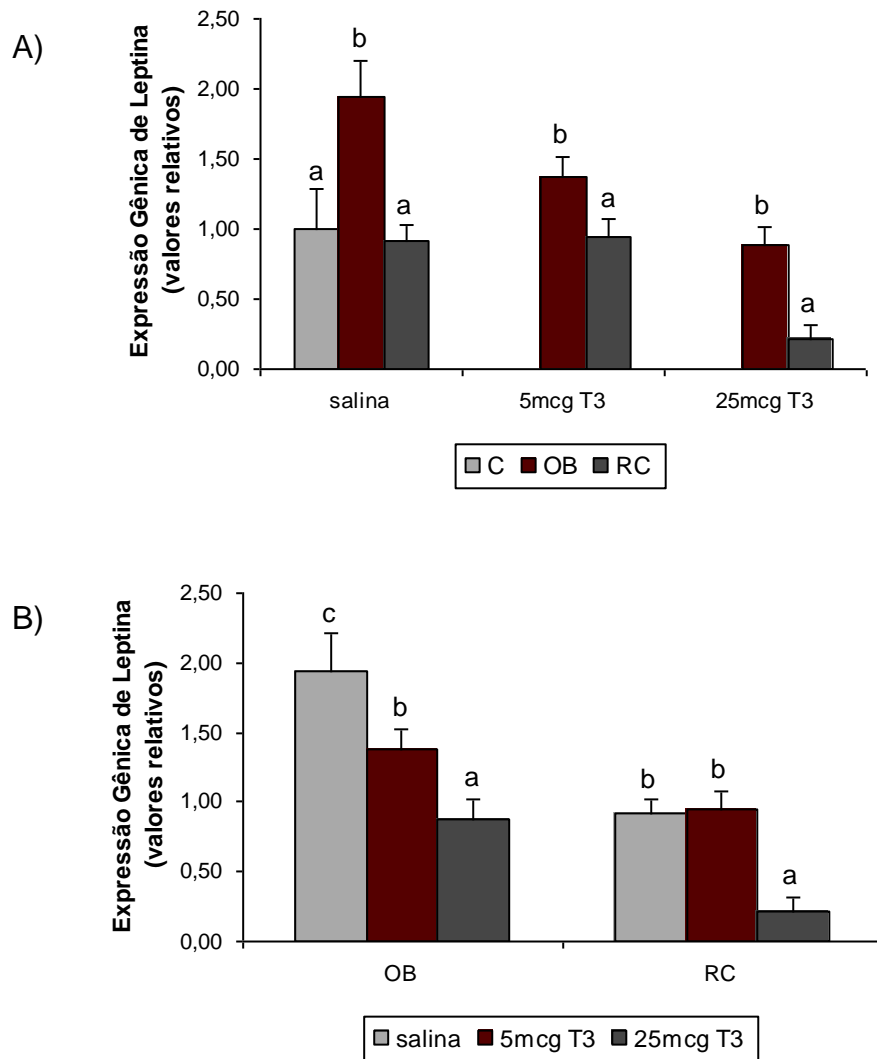 A)
Expressão Gênica de Leptina
(valores relativos)
2,50
2,00
1,50
1,00
0,50
0,00
a
b
a
b
a
b
a
salina
5mcg T3
25mcg T3
C OB RC
B)
Expressão Gênica de Leptina
(valores relativos)
2,50
2,00
1,50
1,00
0,50
0,00
c
b
a
b
b
a
OB
RC
salina 5mcg T3 25mcg T3